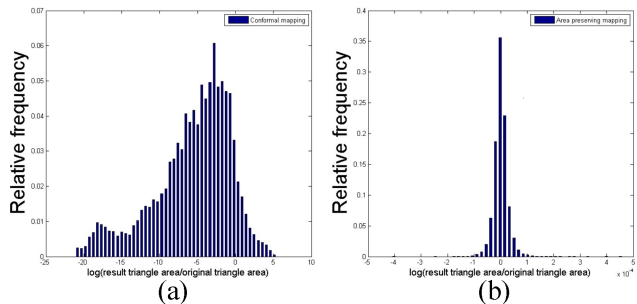 0.07
0.06
0.05
0.04
0.03
0.02
0.01
0
-25 -20 -15 -10 -5 0 5 10
Relative frequency
Conformal mapping
log(result triangle area/original triangle area)
(a)
0.4
0.35
0.3
0.25
0.2
0.15
0.1
0.05
0
-5 -4 -3 -2 -1 0 1 2 3 4 5
x 10⁻⁴
Relative frequency
Area preserving mapping
log(result triangle area/original triangle area)
(b)